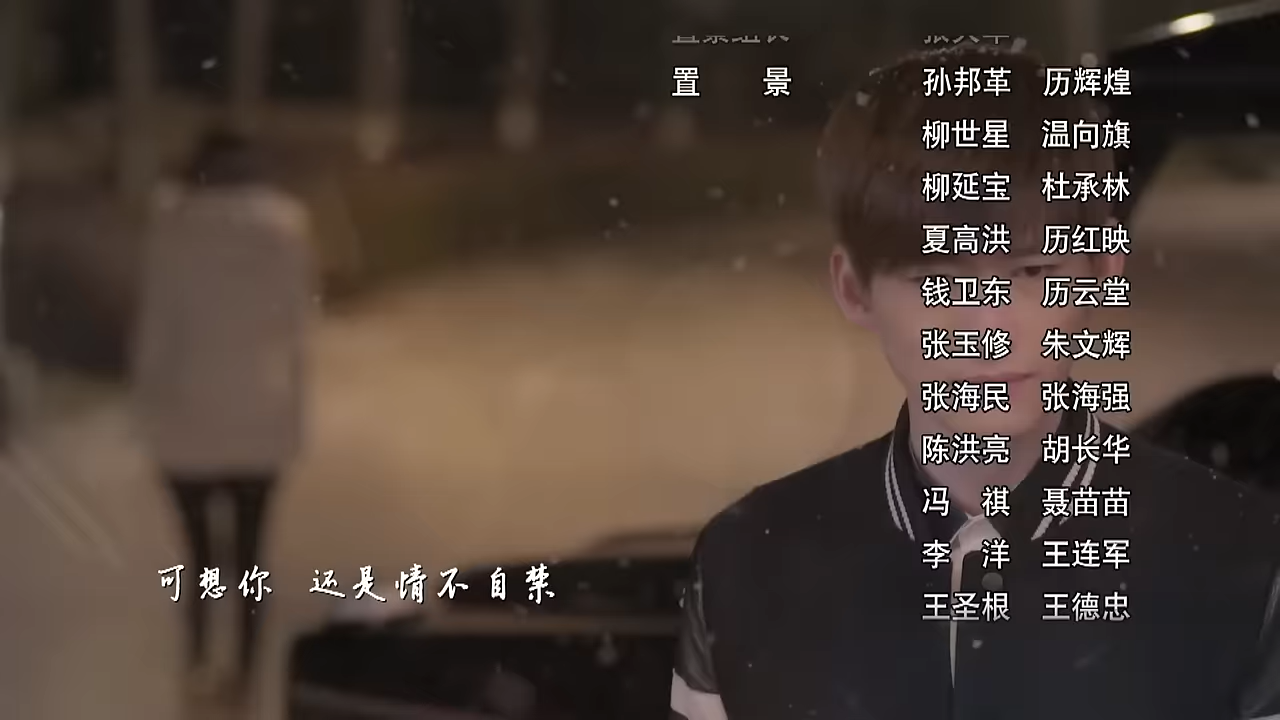 置景 孙邦革 历辉煌
柳世星 温向旗
柳延宝 杜承林
夏高洪 历红映
钱卫东 历云堂
张玉修 朱文辉
张海民 张海强
陈洪亮 胡长华
冯祺 聂苗苗
李洋 王连军
王圣根 王德忠
可想你 还是情不自禁